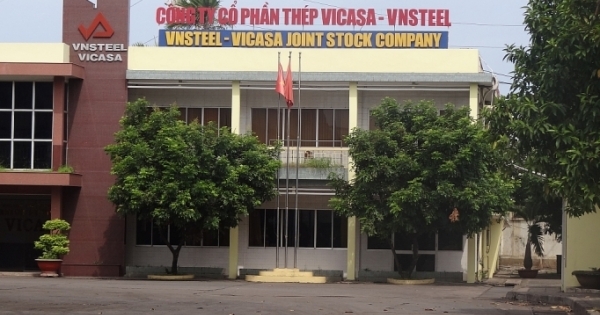 CÔNG TY CỔ PHẦN THÉP VICASA - VNSTEEL
VNSTEEL - VICASA JOINT STOCK COMPANY
VNSTEEL
VICASA